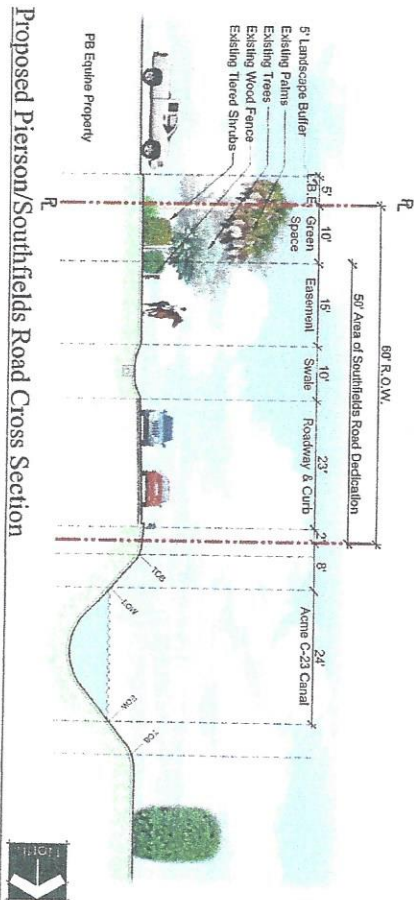 5' Landscape Buffer
Existing Palms
Existing Trees
Existing Wood Fence
Existing Tiered Shrubs
PB Equine Property
PL
PL
60' R.O.W.
50' Area of Southfields Road Dedication
5'
L.B.E.
10'
Green
Space
15'
Easement
10'
Swale
23'
Roadway & Curb
2'
8'
24'
Acme C-23 Canal
TOB
EOW
EOW
TOB
North
Proposed Pierson/Southfields Road Cross Section